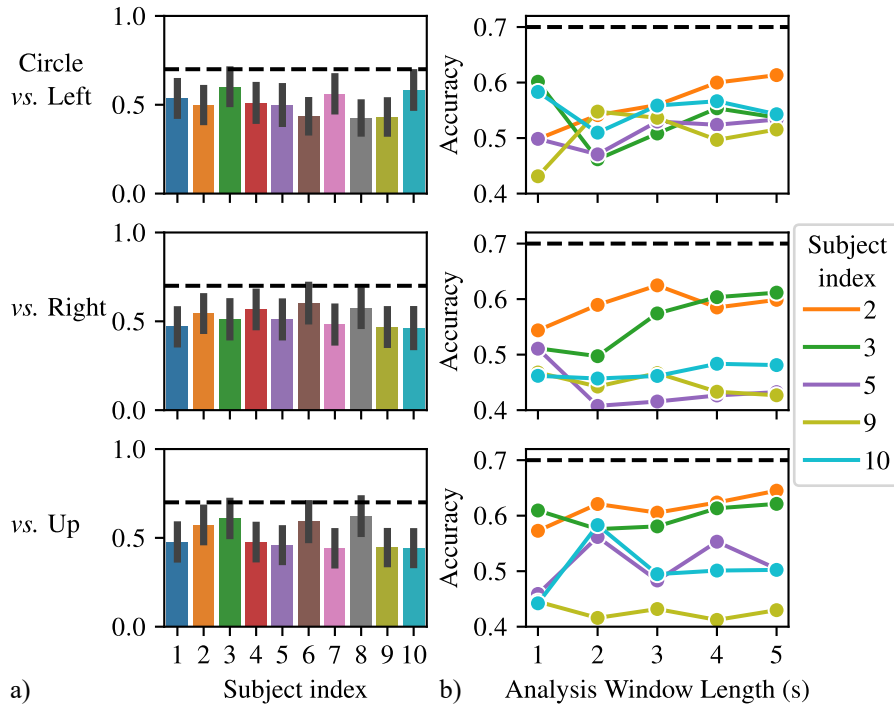 Circle
vs. Left
1.0
0.5
0.0
Accuracy
0.7
0.6
0.5
0.4
vs. Right
1.0
0.5
0.0
Accuracy
0.7
0.6
0.5
0.4
Subject
index
2
3
5
9
10
vs. Up
1.0
0.5
0.0
1 2 3 4 5 6 7 8 9 10
Accuracy
0.7
0.6
0.5
0.4
1 2 3 4 5
a) Subject index
b) Analysis Window Length (s)